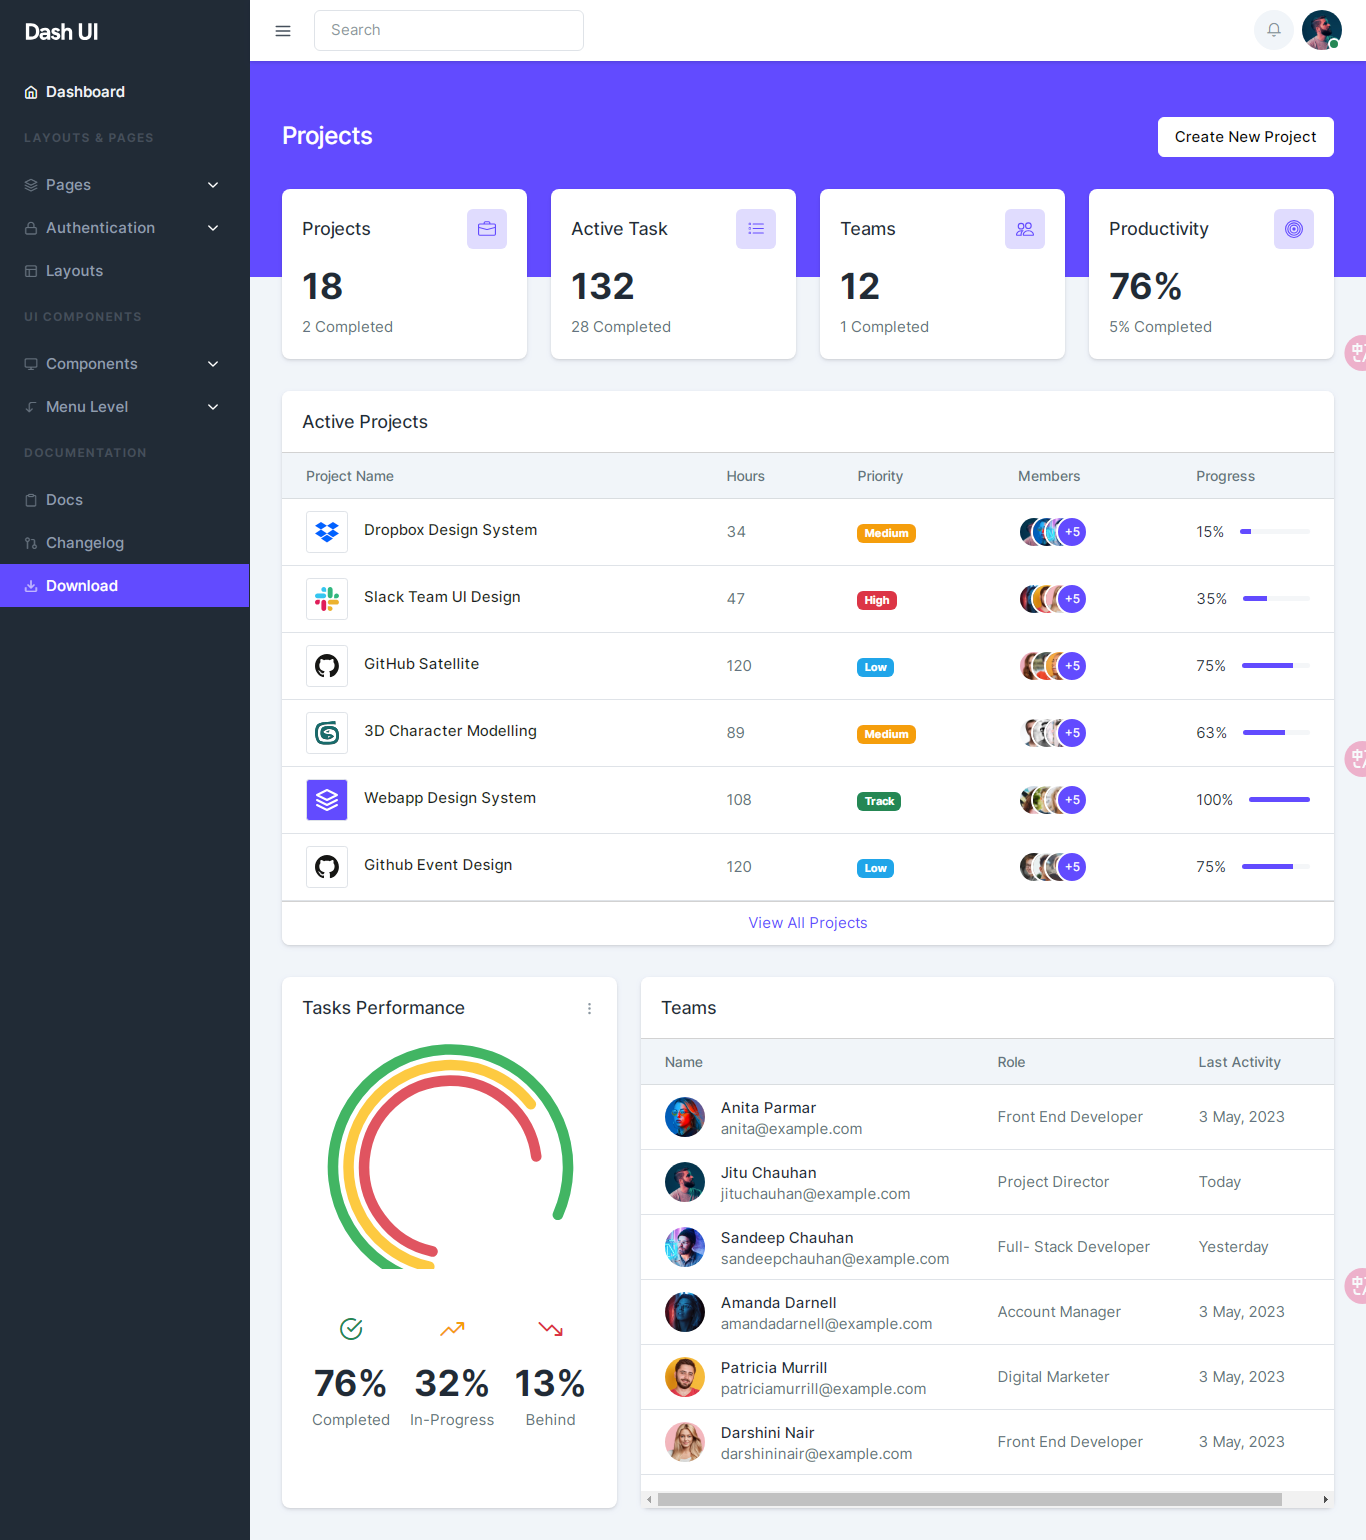 Dash UI
Search
Dashboard
LAYOUTS & PAGES
Pages
Authentication
Layouts
UI COMPONENTS
Components
Menu Level
DOCUMENTATION
Docs
Changelog
Download
Projects
Create New Project
Projects
18
2 Completed
Active Task
132
28 Completed
Teams
12
1 Completed
Productivity
76%
5% Completed
Active Projects
Project Name Hours Priority Members Progress
Dropbox Design System 34 Medium +5 15%
Slack Team UI Design 47 High +5 35%
GitHub Satellite 120 Low +5 75%
3D Character Modelling 89 Medium +5 63%
Webapp Design System 108 Track +5 100%
Github Event Design 120 Low +5 75%
View All Projects
Tasks Performance
76% 32% 13%
Completed In-Progress Behind
Teams
Name Role Last Activity
Anita Parmar
anita@example.com
Front End Developer 3 May, 2023
Jitu Chauhan
jituchauhan@example.com
Project Director Today
Sandeep Chauhan
sandeepchauhan@example.com
Full- Stack Developer Yesterday
Amanda Darnell
amandadarnell@example.com
Account Manager 3 May, 2023
Patricia Murrill
patriciamurrill@example.com
Digital Marketer 3 May, 2023
Darshini Nair
darshininair@example.com
Front End Developer 3 May, 2023